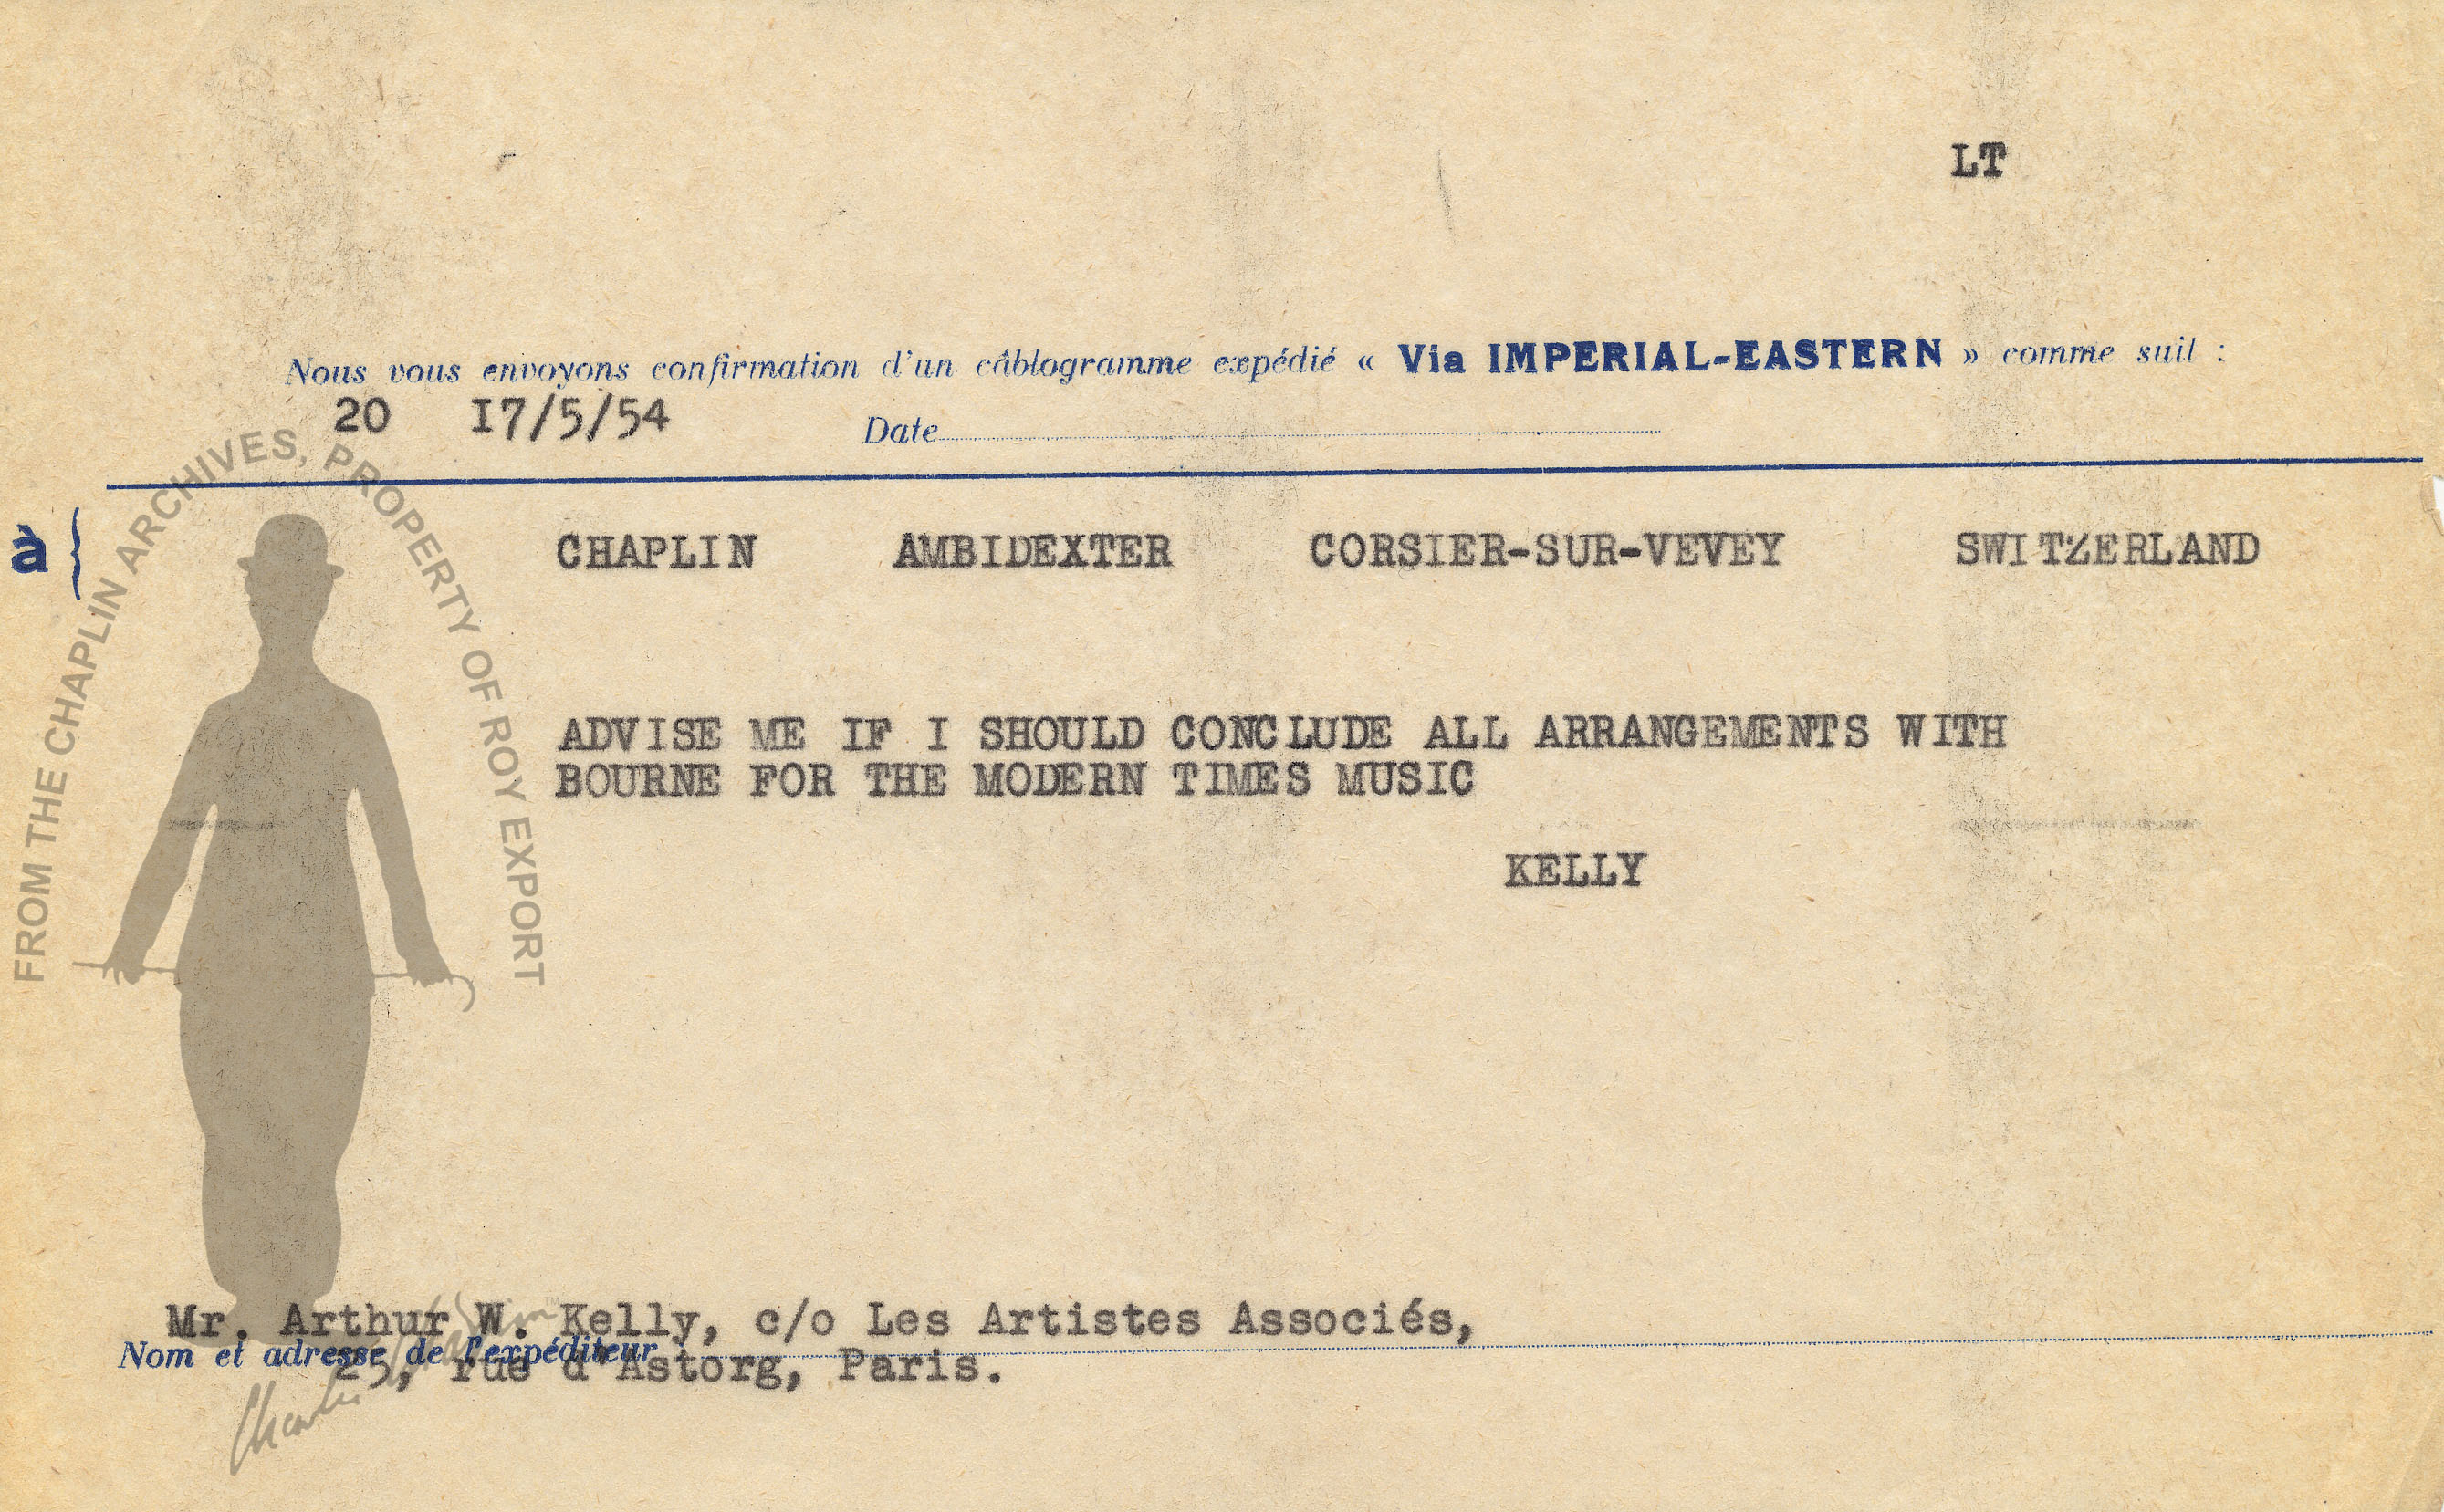 LT
Nous vous envoyons confirmation d'un câblogramme expédié « Via IMPERIAL-EASTERN » comme suit :
20 I7/5/54 Date
à
CHAPLIN AMBIDEXTER CORSIER-SUR-VEVEY SWITZERLAND
ADVISE ME IF I SHOULD CONCLUDE ALL ARRANGEMENTS WITH
BOURNE FOR THE MODERN TIMES MUSIC
KELLY
FROM THE CHAPLIN ARCHIVES, PROPERTY OF ROY EXPORT
Mr. Arthur W. Kelly, c/o Les Artistes Associés,
Nom et adresse de l'expéditeur
25, rue d'Astorg, Paris.
Charlie Chaplin